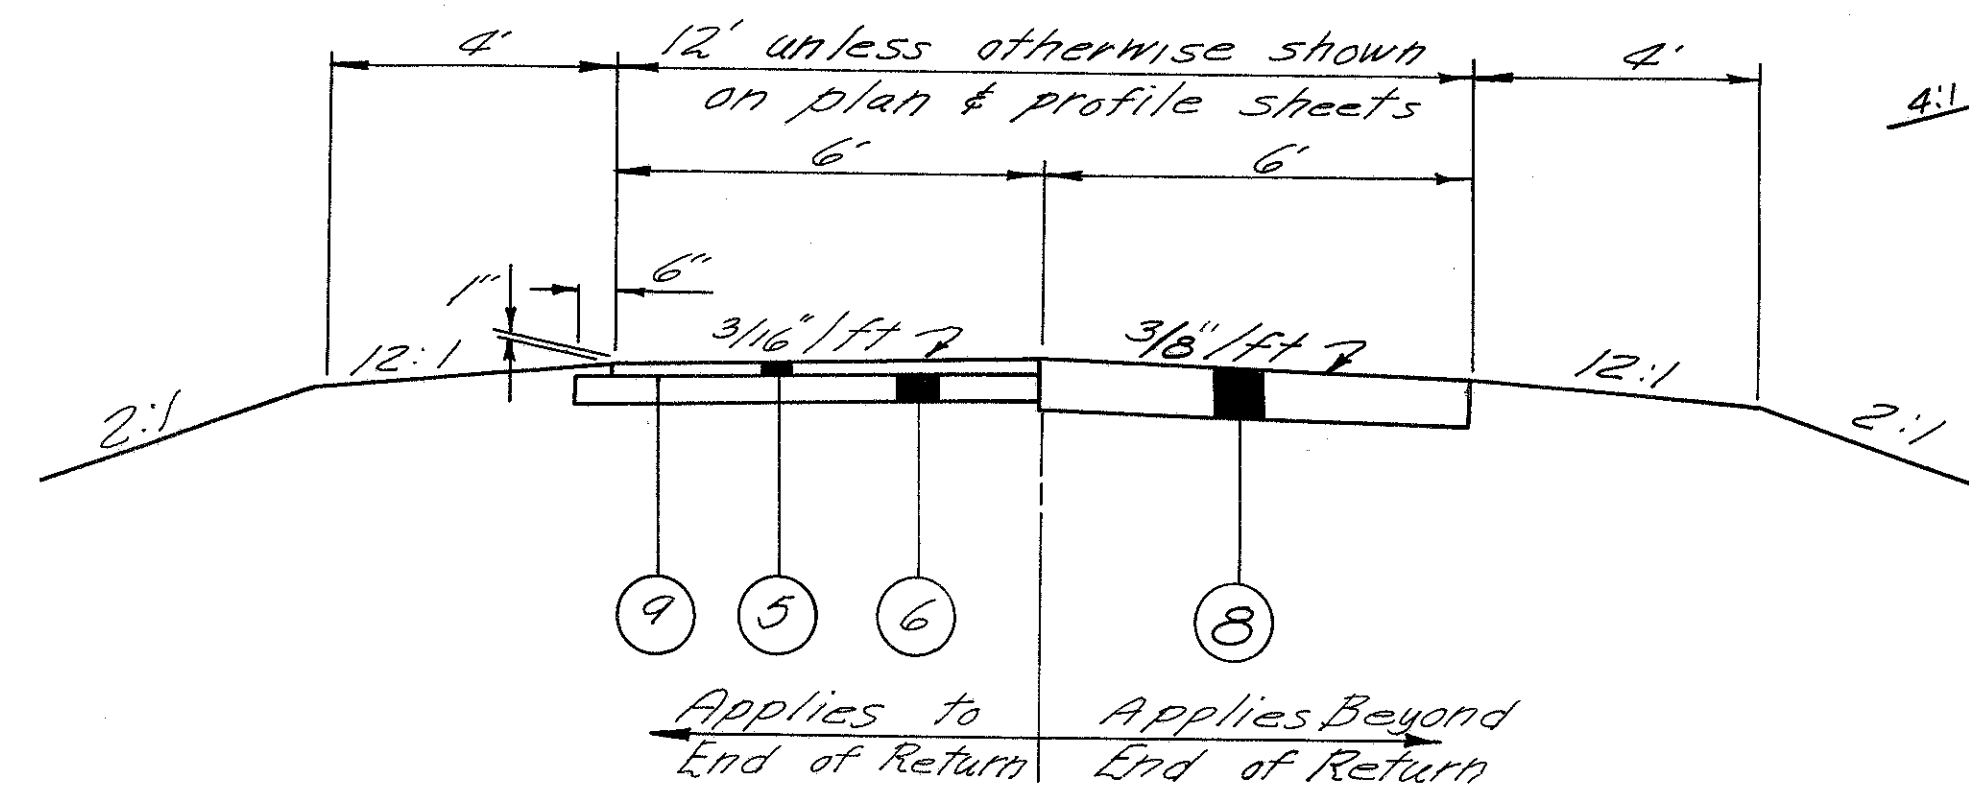 4' 12' unless otherwise shown 4'
on plan & profile sheets
4:1
6' 6'
1" 6"
3/16"/ft 3/8"/ft
12:1 12:1
2:1 2:1
9 5 6 8
Applies to Applies Beyond
End of Return End of Return